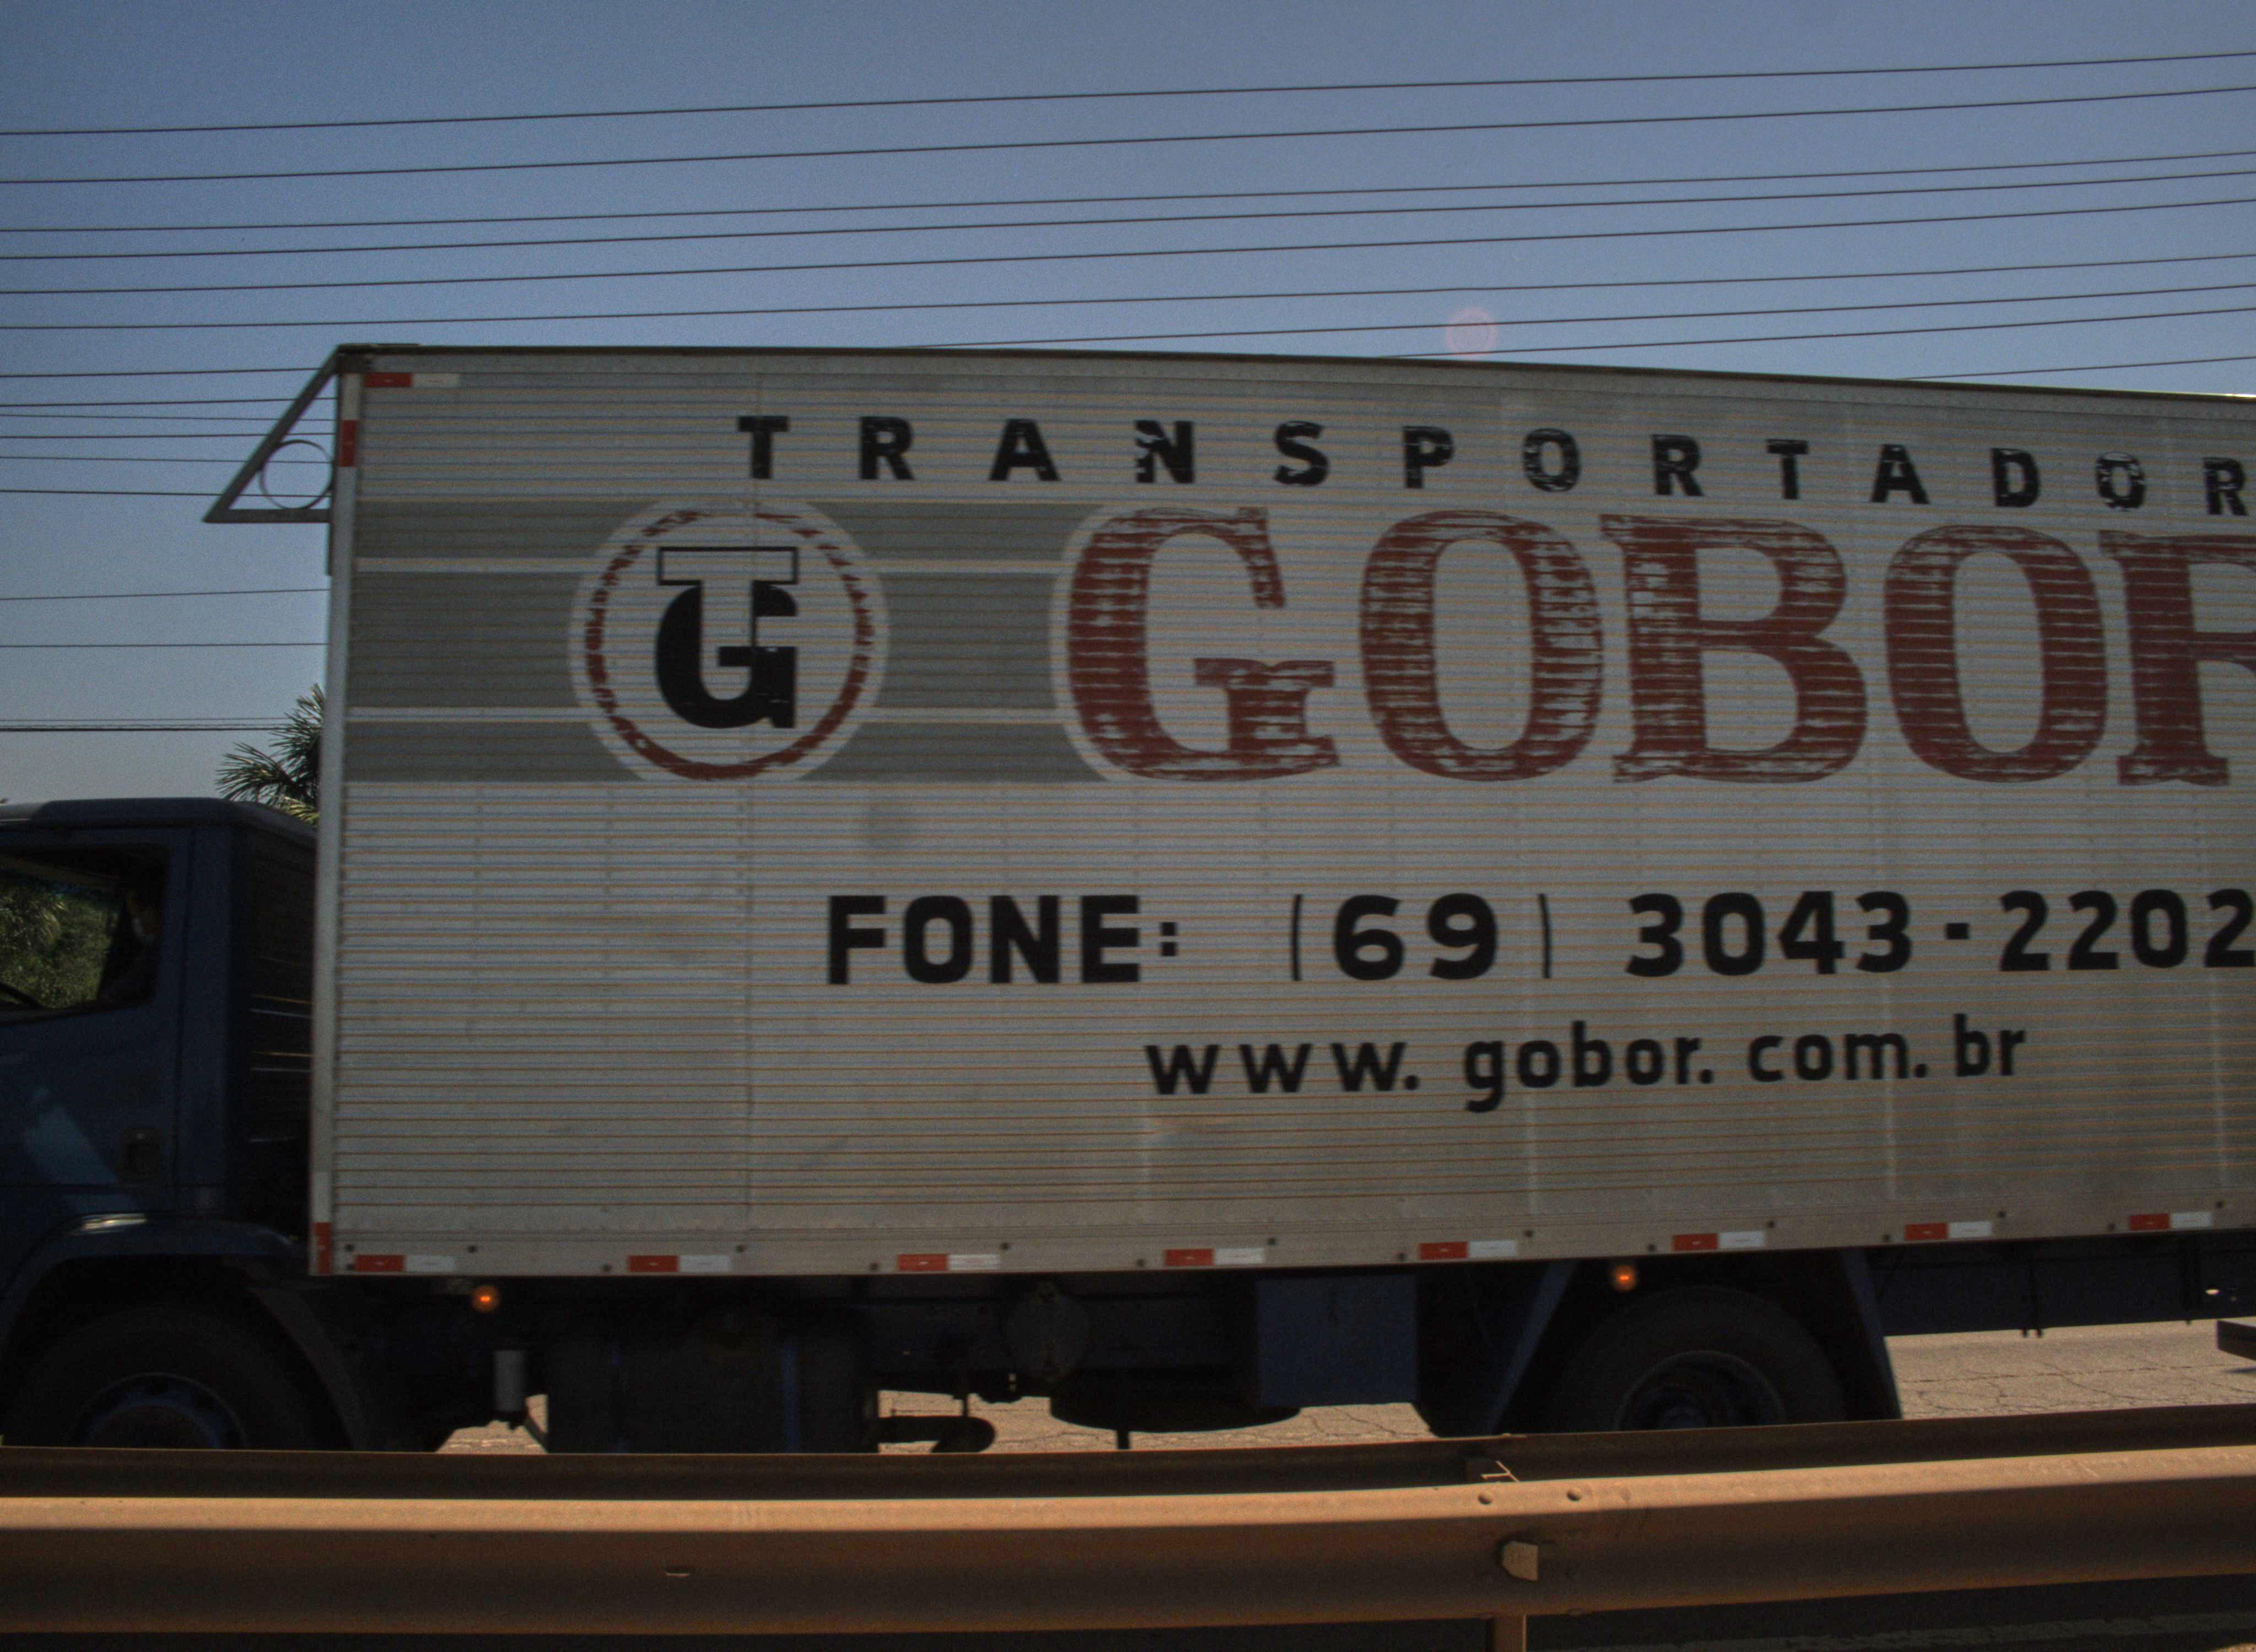 TRANSPORTADOR
TG
GOBOR
FONE: (69) 3043-2202
www.gobor.com.br